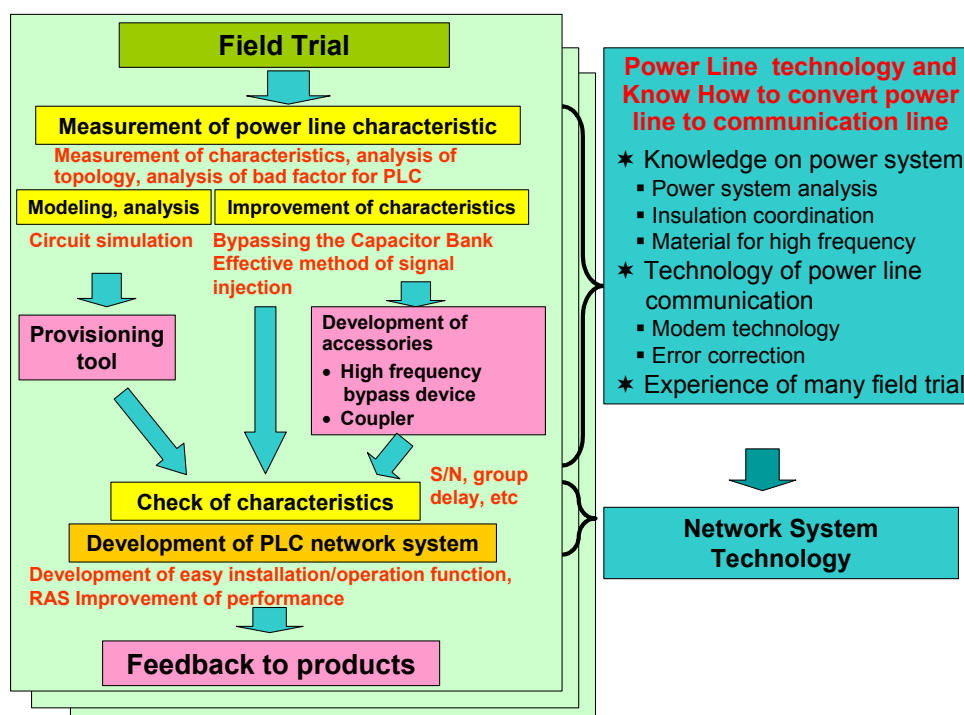 Field Trial
Measurement of power line characteristic
Measurement of characteristics, analysis of
topology, analysis of bad factor for PLC
Modeling, analysis
Improvement of characteristics
Circuit simulation
Bypassing the Capacitor Bank
Effective method of signal
injection
Provisioning
tool
Development of
accessories
• High frequency
bypass device
• Coupler
S/N, group
delay, etc
Check of characteristics
Development of PLC network system
Development of easy installation/operation function,
RAS Improvement of performance
Feedback to products
Power Line technology and
Know How to convert power
line to communication line
✶ Knowledge on power system
▪ Power system analysis
▪ Insulation coordination
▪ Material for high frequency
✶ Technology of power line
communication
▪ Modem technology
▪ Error correction
✶ Experience of many field trial
Network System
Technology